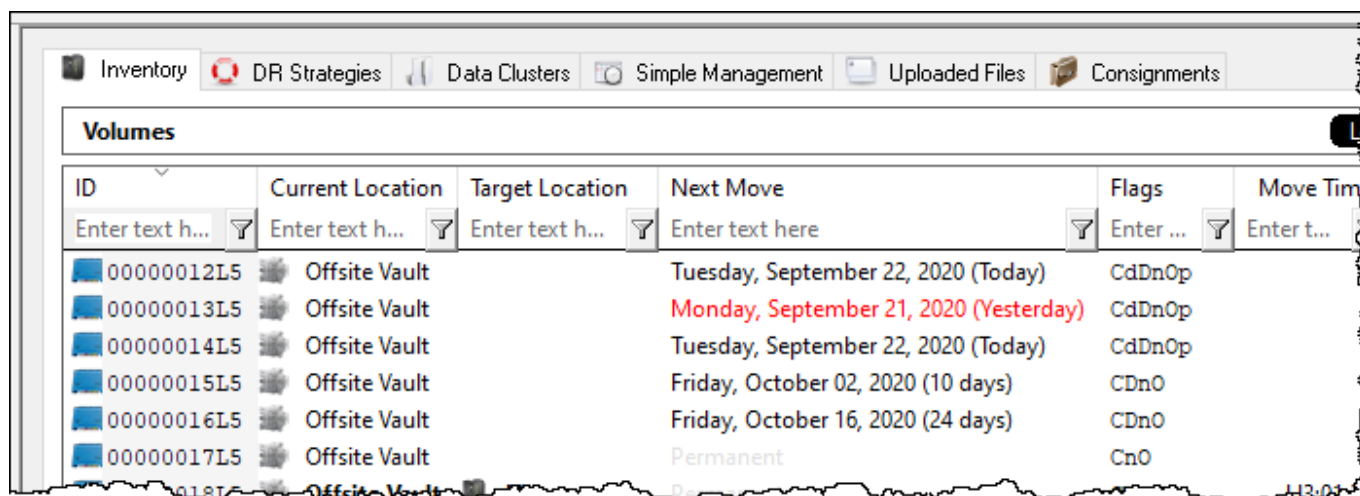 Inventory DR Strategies Data Clusters Simple Management Uploaded Files Consignments
Volumes
ID Current Location Target Location Next Move Flags Move Tim
Enter text h... Enter text h... Enter text h... Enter text here Enter ... Enter t...
00000012L5 Offsite Vault Tuesday, September 22, 2020 (Today) CdDnOp
00000013L5 Offsite Vault Monday, September 21, 2020 (Yesterday) CdDnOp
00000014L5 Offsite Vault Tuesday, September 22, 2020 (Today) CdDnOp
00000015L5 Offsite Vault Friday, October 02, 2020 (10 days) CDnO
00000016L5 Offsite Vault Friday, October 16, 2020 (24 days) CDnO
00000017L5 Offsite Vault Permanent CnO